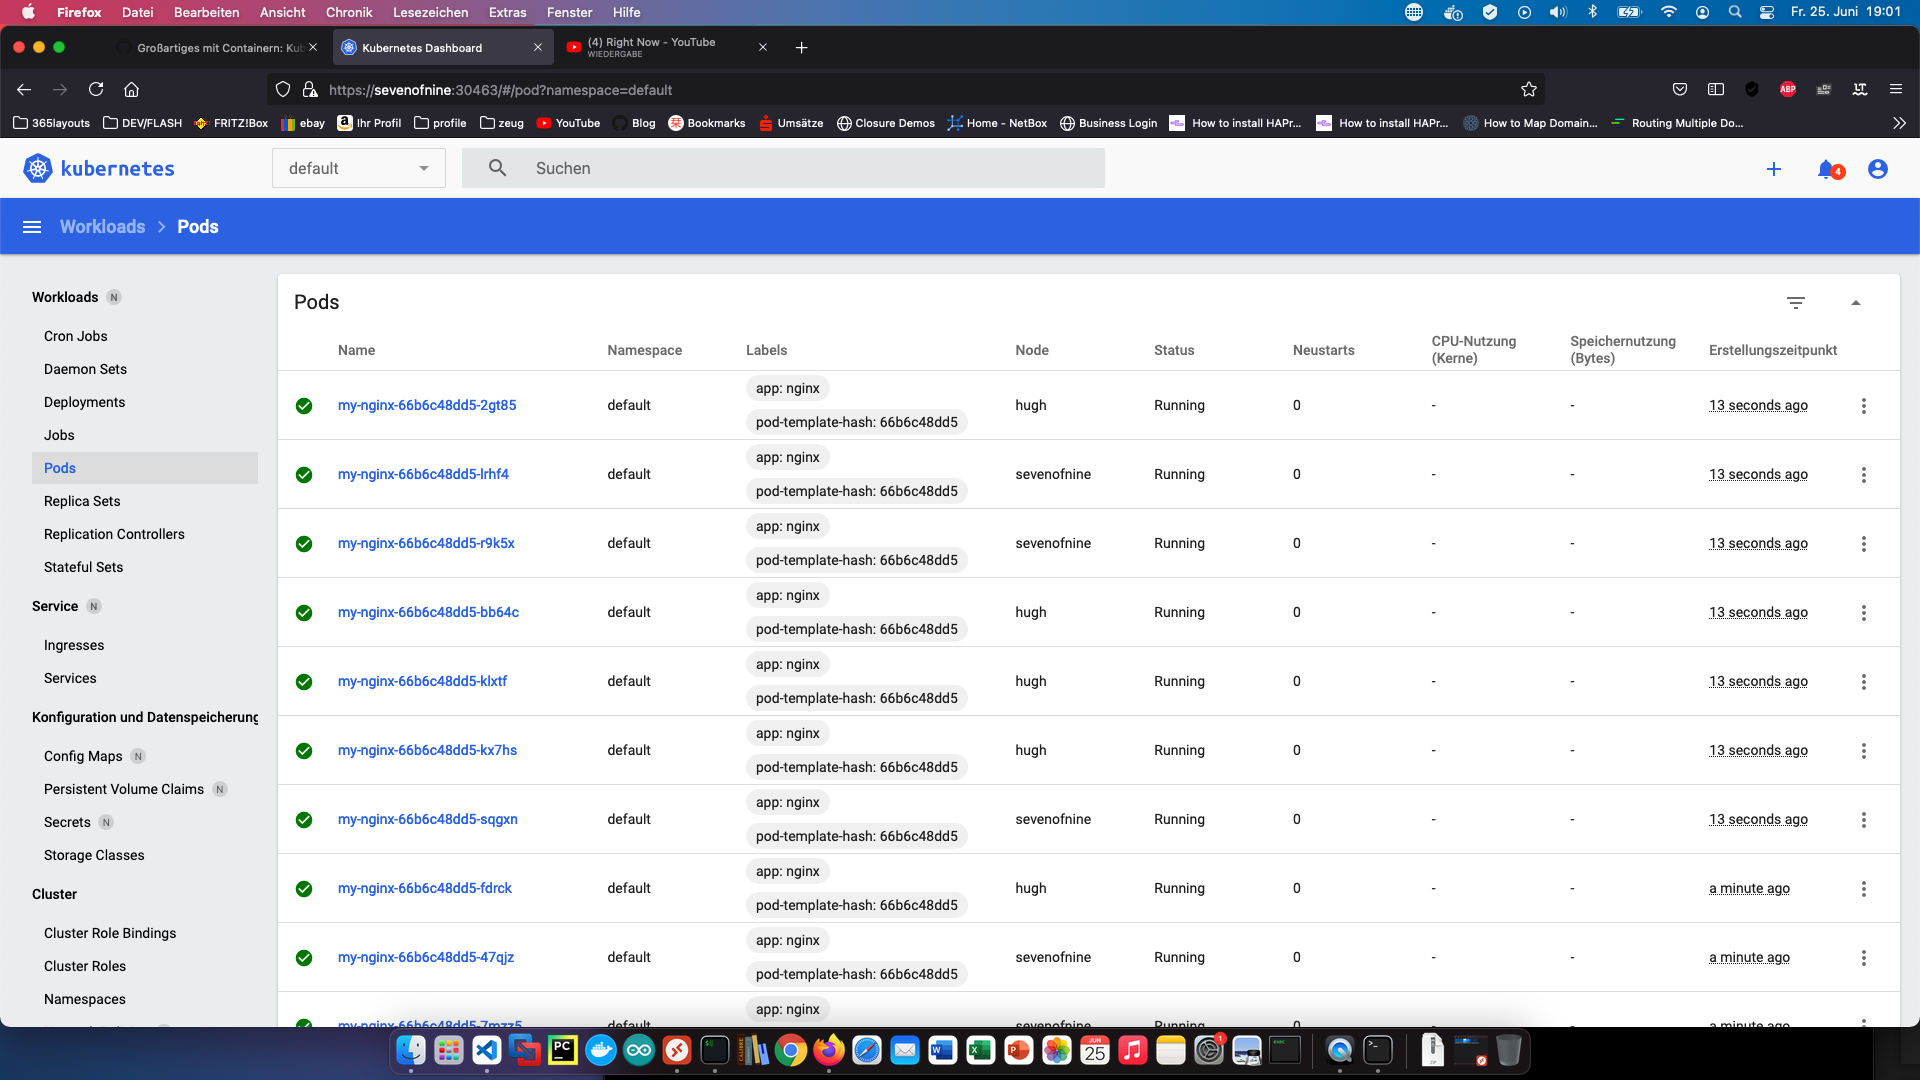 Firefox Datei Bearbeiten Ansicht Chronik Lesezeichen Extras Fenster Hilfe Fr. 25. Juni 19:01
Großartiges mit Containern: Kub
Kubernetes Dashboard
(4) Right Now - YouTube
WIEDERGABE
https://sevenofnine:30463/#/pod?namespace=default
ABP
365layouts DEV/FLASH FRITZ!Box ebay Ihr Profil profile zeug YouTube Blog Bookmarks Umsätze Closure Demos Home - NetBox Business Login How to install HAPr... How to install HAPr... How to Map Domain... Routing Multiple Do...
kubernetes
default
Suchen
4
Workloads Pods
Workloads N
Cron Jobs
Daemon Sets
Deployments
Jobs
Pods
Replica Sets
Replication Controllers
Stateful Sets
Service N
Ingresses
Services
Konfiguration und Datenspeicherung
Config Maps N
Persistent Volume Claims N
Secrets N
Storage Classes
Cluster
Cluster Role Bindings
Cluster Roles
Namespaces
Pods
Name Namespace Labels Node Status Neustarts CPU-Nutzung (Kerne) Speichernutzung (Bytes) Erstellungszeitpunkt
app: nginx
my-nginx-66b6c48dd5-2gt85 default hugh Running 0 - - 13 seconds ago
pod-template-hash: 66b6c48dd5
app: nginx
my-nginx-66b6c48dd5-lrhf4 default sevenofnine Running 0 - - 13 seconds ago
pod-template-hash: 66b6c48dd5
app: nginx
my-nginx-66b6c48dd5-r9k5x default sevenofnine Running 0 - - 13 seconds ago
pod-template-hash: 66b6c48dd5
app: nginx
my-nginx-66b6c48dd5-bb64c default hugh Running 0 - - 13 seconds ago
pod-template-hash: 66b6c48dd5
app: nginx
my-nginx-66b6c48dd5-klxtf default hugh Running 0 - - 13 seconds ago
pod-template-hash: 66b6c48dd5
app: nginx
my-nginx-66b6c48dd5-kx7hs default hugh Running 0 - - 13 seconds ago
pod-template-hash: 66b6c48dd5
app: nginx
my-nginx-66b6c48dd5-sqgxn default sevenofnine Running 0 - - 13 seconds ago
pod-template-hash: 66b6c48dd5
app: nginx
my-nginx-66b6c48dd5-fdrck default hugh Running 0 - - a minute ago
pod-template-hash: 66b6c48dd5
app: nginx
my-nginx-66b6c48dd5-47qjz default sevenofnine Running 0 - - a minute ago
pod-template-hash: 66b6c48dd5
app: nginx
my-nginx-66b6c48dd5-7mzz5 default sevenofnine Running 0 a minute ago
PC
JUN
25
1